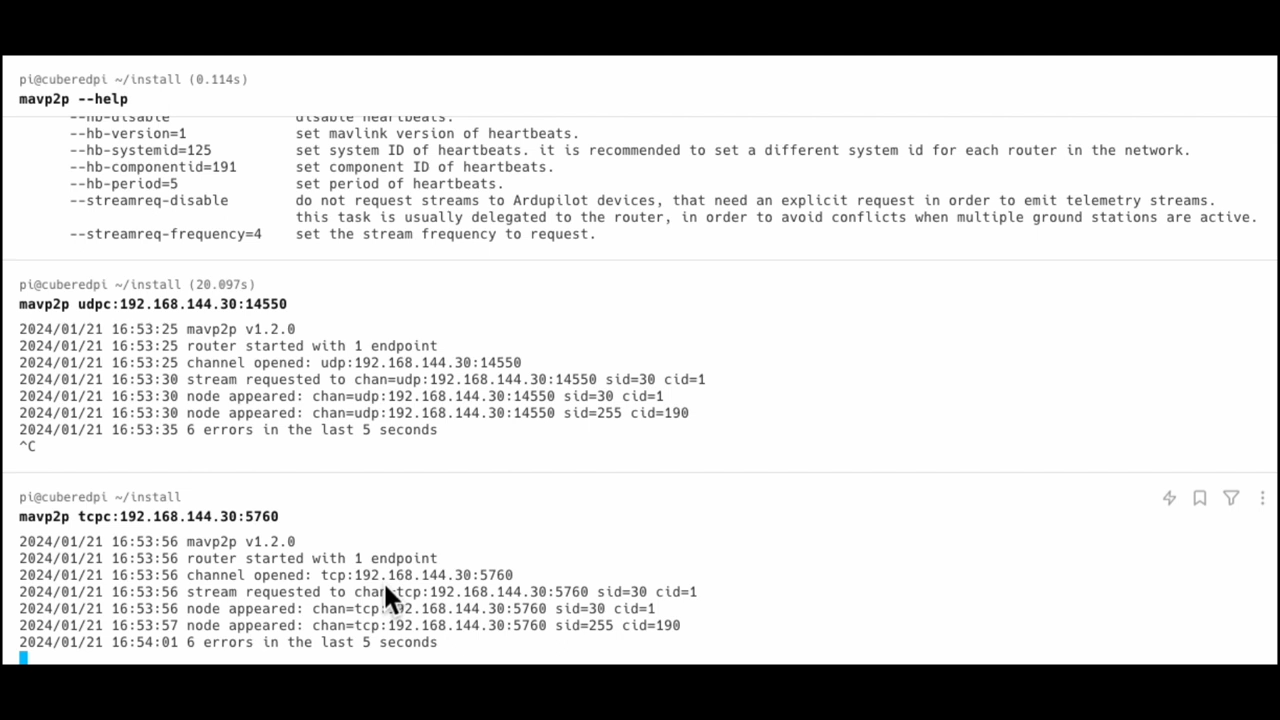 pi@cuberedpi ~/install (0.114s)
mavp2p --help
--hb-disable disable heartbeats.
--hb-version=1 set mavlink version of heartbeats.
--hb-systemid=125 set system ID of heartbeats. it is recommended to set a different system id for each router in the network.
--hb-componentid=191 set component ID of heartbeats.
--hb-period=5 set period of heartbeats.
--streamreq-disable do not request streams to Ardupilot devices, that need an explicit request in order to emit telemetry streams.
this task is usually delegated to the router, in order to avoid conflicts when multiple ground stations are active.
--streamreq-frequency=4 set the stream frequency to request.
pi@cuberedpi ~/install (20.097s)
mavp2p udpc:192.168.144.30:14550
2024/01/21 16:53:25 mavp2p v1.2.0
2024/01/21 16:53:25 router started with 1 endpoint
2024/01/21 16:53:25 channel opened: udp:192.168.144.30:14550
2024/01/21 16:53:30 stream requested to chan=udp:192.168.144.30:14550 sid=30 cid=1
2024/01/21 16:53:30 node appeared: chan=udp:192.168.144.30:14550 sid=30 cid=1
2024/01/21 16:53:30 node appeared: chan=udp:192.168.144.30:14550 sid=255 cid=190
2024/01/21 16:53:35 6 errors in the last 5 seconds
^C
pi@cuberedpi ~/install
mavp2p tcpc:192.168.144.30:5760
2024/01/21 16:53:56 mavp2p v1.2.0
2024/01/21 16:53:56 router started with 1 endpoint
2024/01/21 16:53:56 channel opened: tcp:192.168.144.30:5760
2024/01/21 16:53:56 stream requested to chan=tcp:192.168.144.30:5760 sid=30 cid=1
2024/01/21 16:53:56 node appeared: chan=tcp:192.168.144.30:5760 sid=30 cid=1
2024/01/21 16:53:57 node appeared: chan=tcp:192.168.144.30:5760 sid=255 cid=190
2024/01/21 16:54:01 6 errors in the last 5 seconds